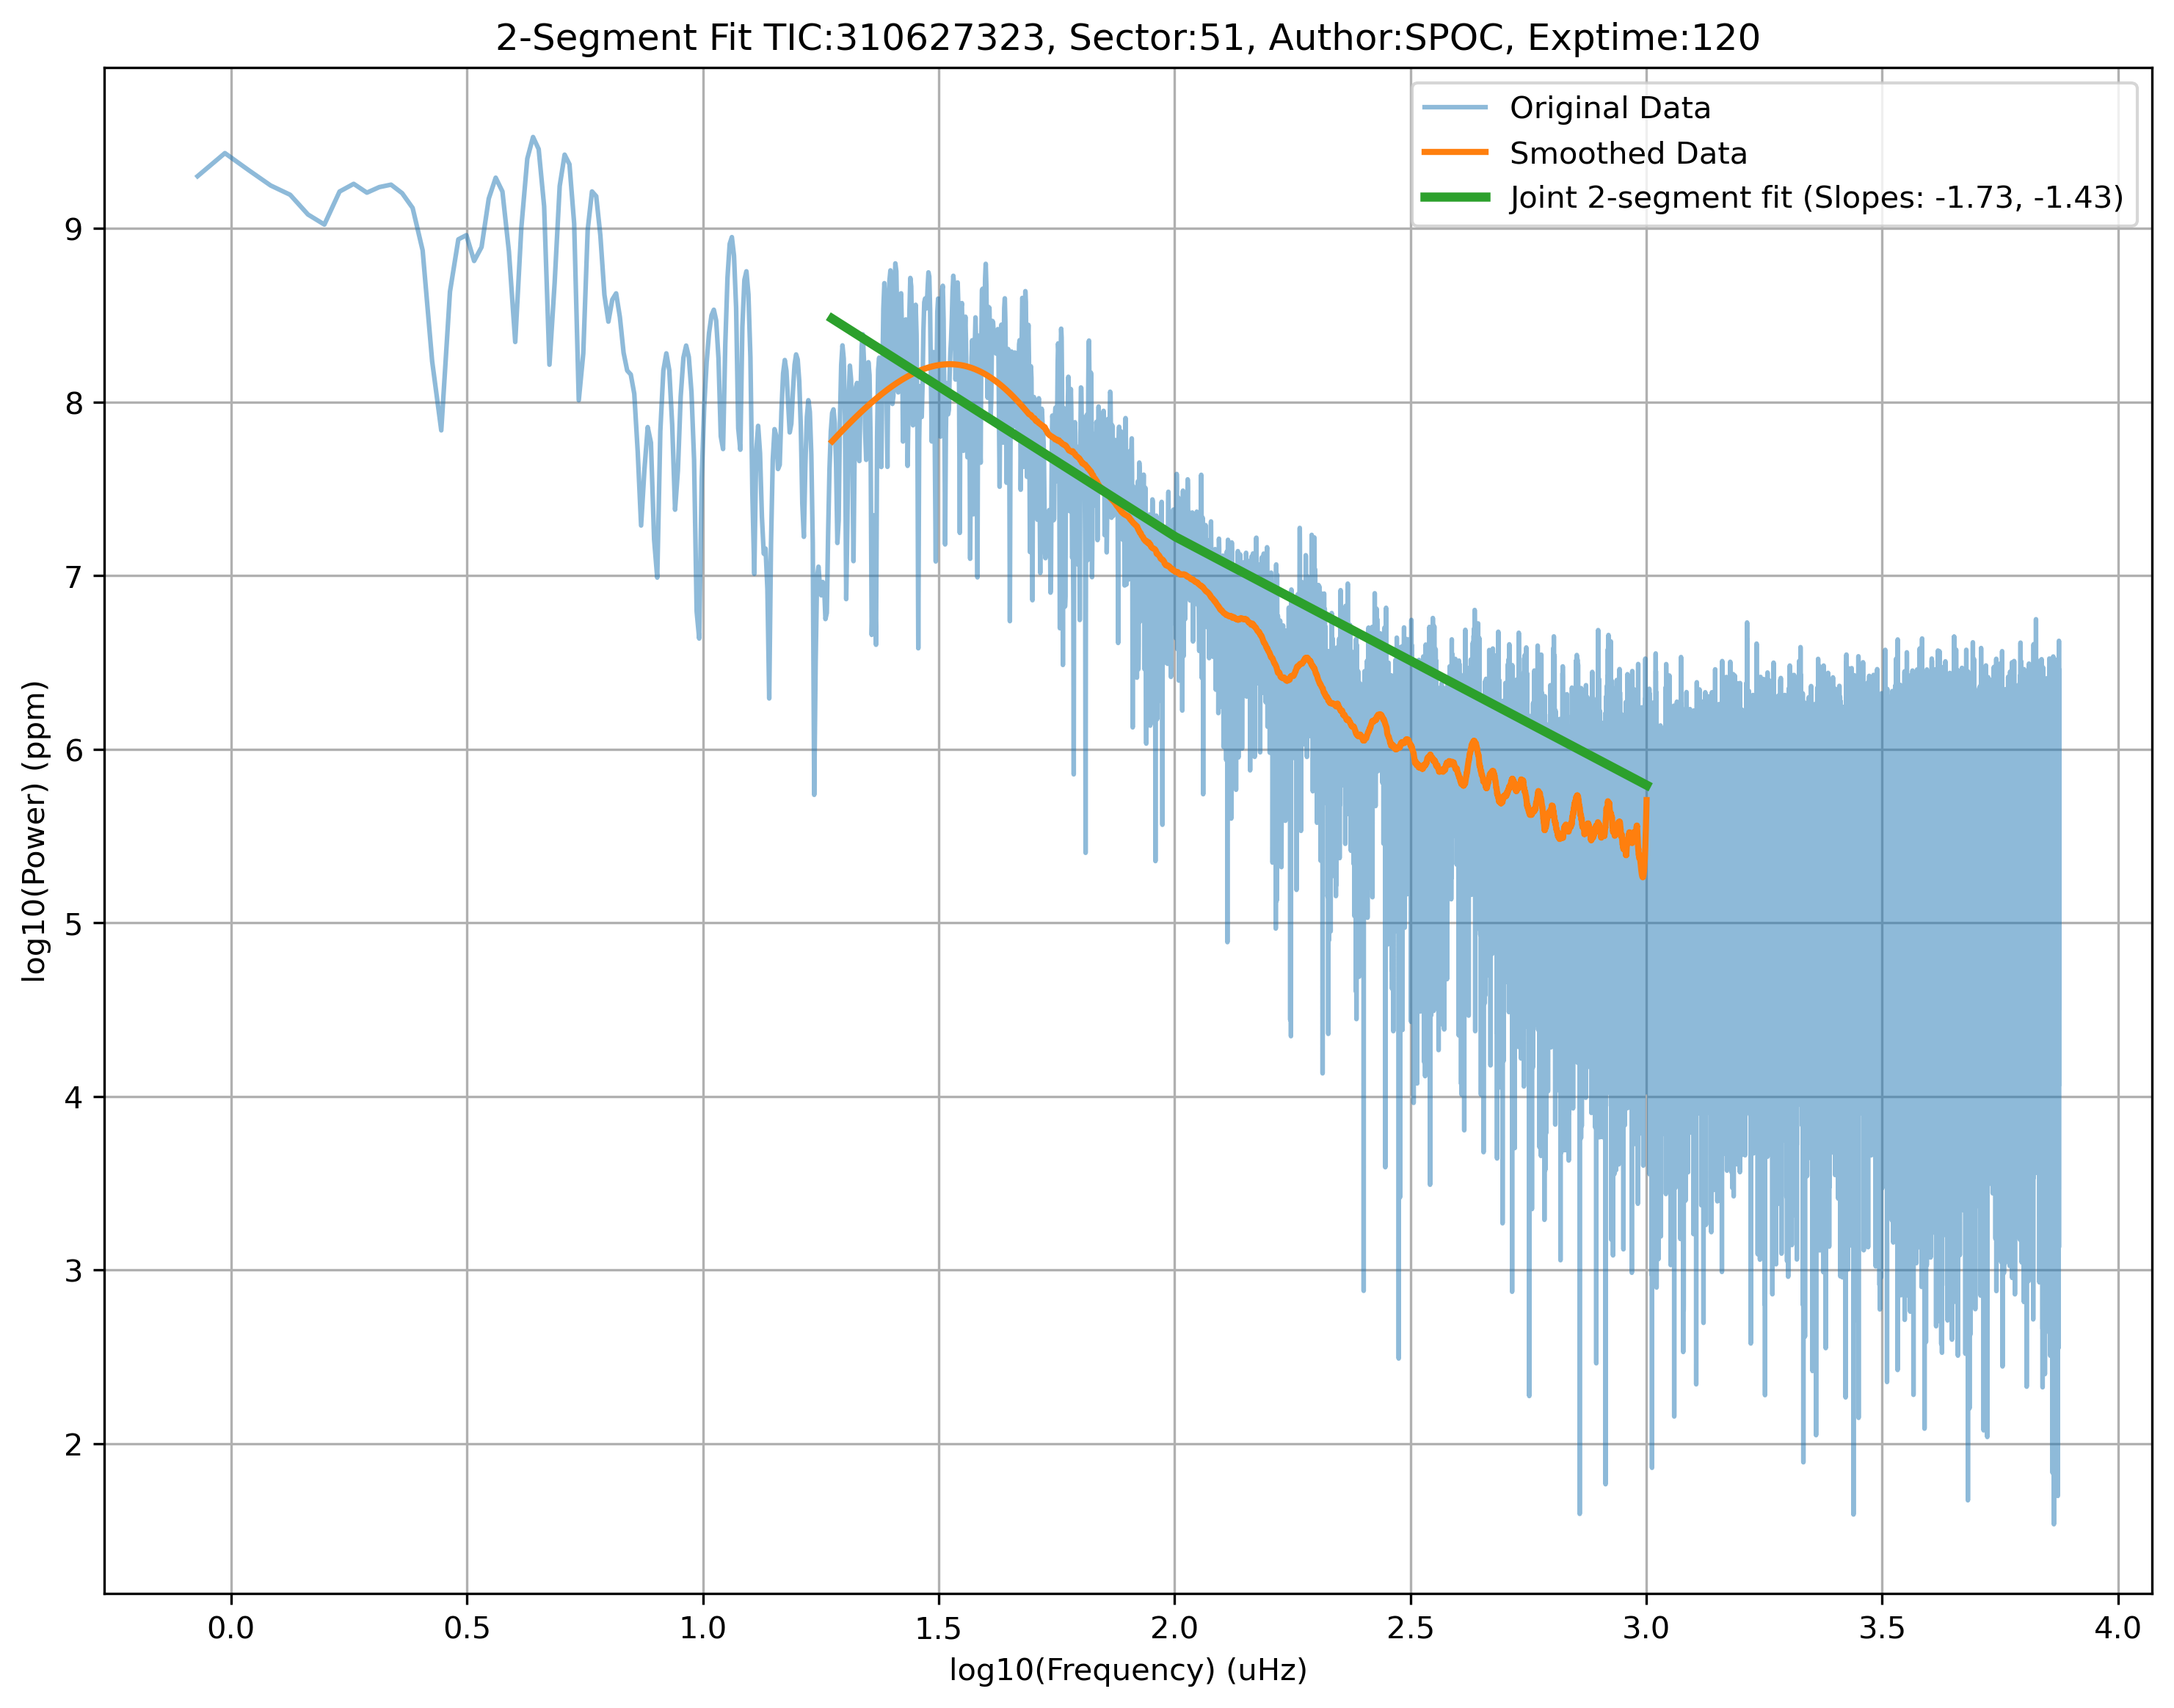 2-Segment Fit TIC:310627323, Sector:51, Author:SPOC, Exptime:120
Original Data
Smoothed Data
Joint 2-segment fit (Slopes: -1.73, -1.43)
log10(Power) (ppm)
9
8
7
6
5
4
3
2
0.0 0.5 1.0 1.5 2.0 2.5 3.0 3.5 4.0
log10(Frequency) (uHz)